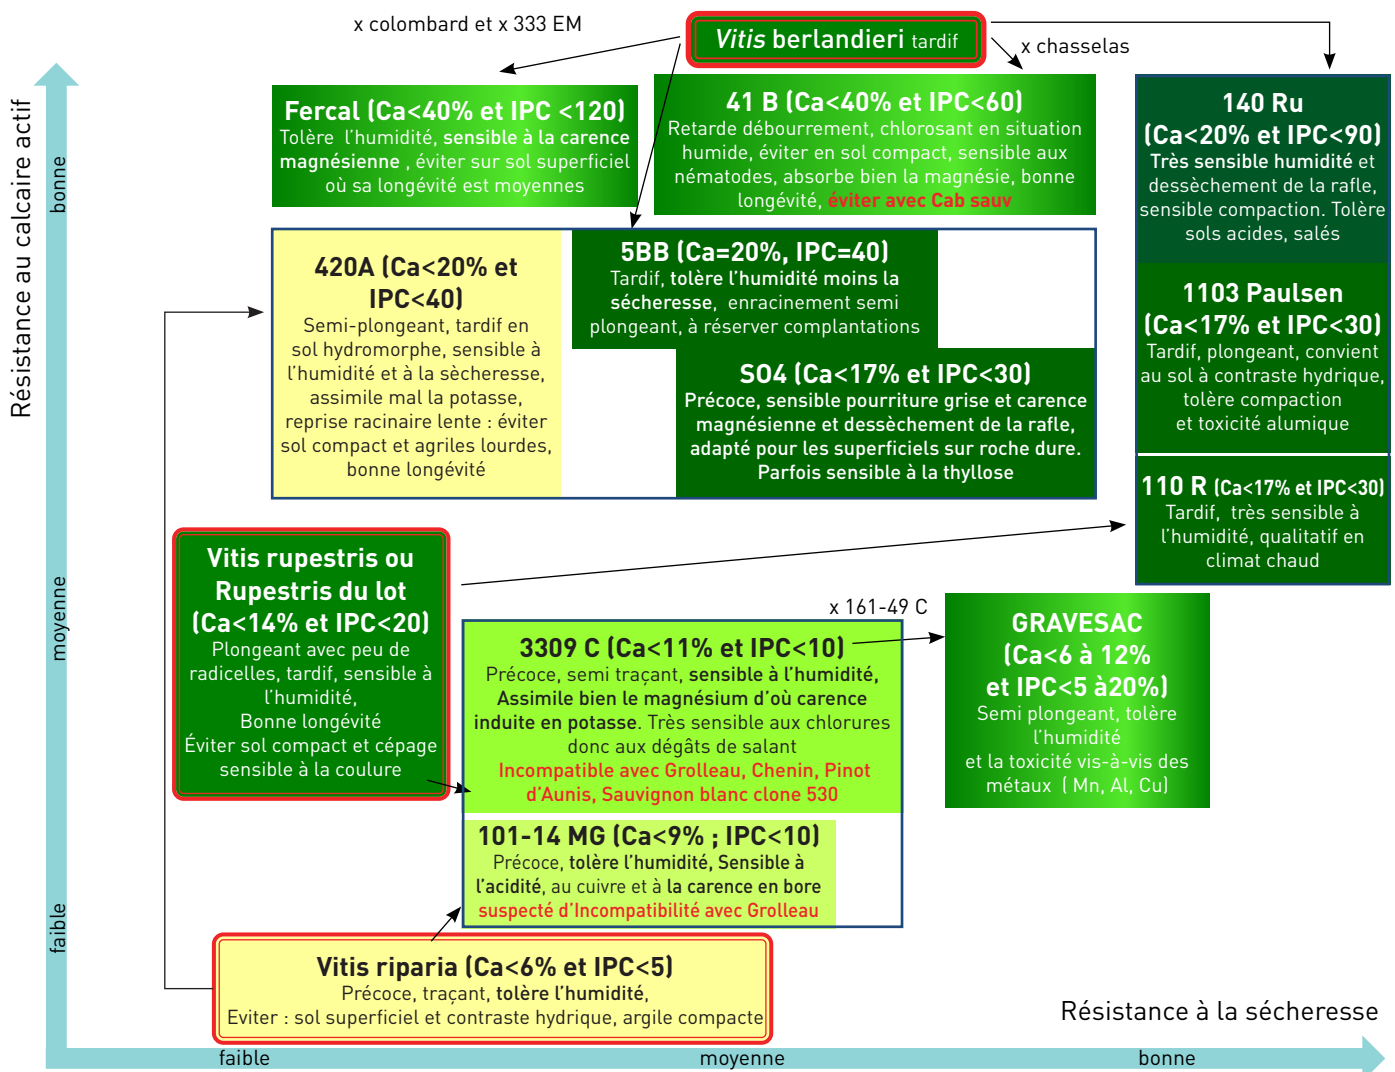 x colombard et x 333 EM
Vitis berlandieri tardif
x chasselas
Résistance au calcaire actif
bonne
moyenne
faible
Fercal (Ca<40% et IPC <120)
Tolère l'humidité, sensible à la carence
magnésienne , éviter sur sol superficiel
où sa longévité est moyennes
41 B (Ca<40% et IPC<60)
Retarde débourrement, chlorosant en situation
humide, éviter en sol compact, sensible aux
nématodes, absorbe bien la magnésie, bonne
longévité, éviter avec Cab sauv
140 Ru
(Ca<20% et IPC<90)
Très sensible humidité et
dessèchement de la rafle,
sensible compaction. Tolère
sols acides, salés
1103 Paulsen
(Ca<17% et IPC<30)
Tardif, plongeant, convient
au sol à contraste hydrique,
tolère compaction
et toxicité alumique
110 R (Ca<17% et IPC<30)
Tardif, très sensible à
l'humidité, qualitatif en
climat chaud
420A (Ca<20% et
IPC<40)
Semi-plongeant, tardif en
sol hydromorphe, sensible à
l'humidité et à la sècheresse,
assimile mal la potasse,
reprise racinaire lente : éviter
sol compact et agriles lourdes,
bonne longévité
5BB (Ca=20%, IPC=40)
Tardif, tolère l'humidité moins la
sécheresse, enracinement semi
plongeant, à réserver complantations
SO4 (Ca<17% et IPC<30)
Précoce, sensible pourriture grise et carence
magnésienne et dessèchement de la rafle,
adapté pour les superficiels sur roche dure.
Parfois sensible à la thyllose
Vitis rupestris ou
Rupestris du lot
(Ca<14% et IPC<20)
Plongeant avec peu de
radicelles, tardif, sensible à
l'humidité,
Bonne longévité
Éviter sol compact et cépage
sensible à la coulure
x 161-49 C
3309 C (Ca<11% et IPC<10)
Précoce, semi traçant, sensible à l'humidité,
Assimile bien le magnésium d'où carence
induite en potasse. Très sensible aux chlorures
donc aux dégâts de salant
Incompatible avec Grolleau, Chenin, Pinot
d'Aunis, Sauvignon blanc clone 530
GRAVESAC
(Ca<6 à 12%
et IPC<5 à20%)
Semi plongeant, tolère
l'humidité
et la toxicité vis-à-vis des
métaux ( Mn, Al, Cu)
101-14 MG (Ca<9% ; IPC<10)
Précoce, tolère l'humidité, Sensible à
l'acidité, au cuivre et à la carence en bore
suspecté d'Incompatibilité avec Grolleau
Vitis riparia (Ca<6% et IPC<5)
Précoce, traçant, tolère l'humidité,
Eviter : sol superficiel et contraste hydrique, argile compacte
Résistance à la sécheresse
faible
moyenne
bonne